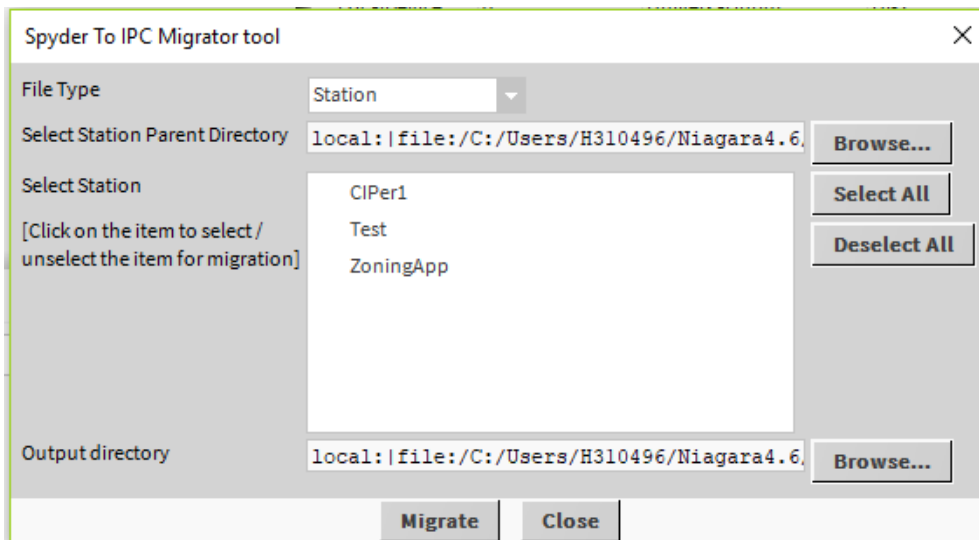 Spyder To IPC Migrator tool
File Type
Station
Select Station Parent Directory
local:|file:/C:/Users/H310496/Niagara4.6,
Browse...
Select Station
[Click on the item to select /
unselect the item for migration]
CIPer1
Test
ZoningApp
Select All
Deselect All
Output directory
local:|file:/C:/Users/H310496/Niagara4.6,
Browse...
Migrate
Close